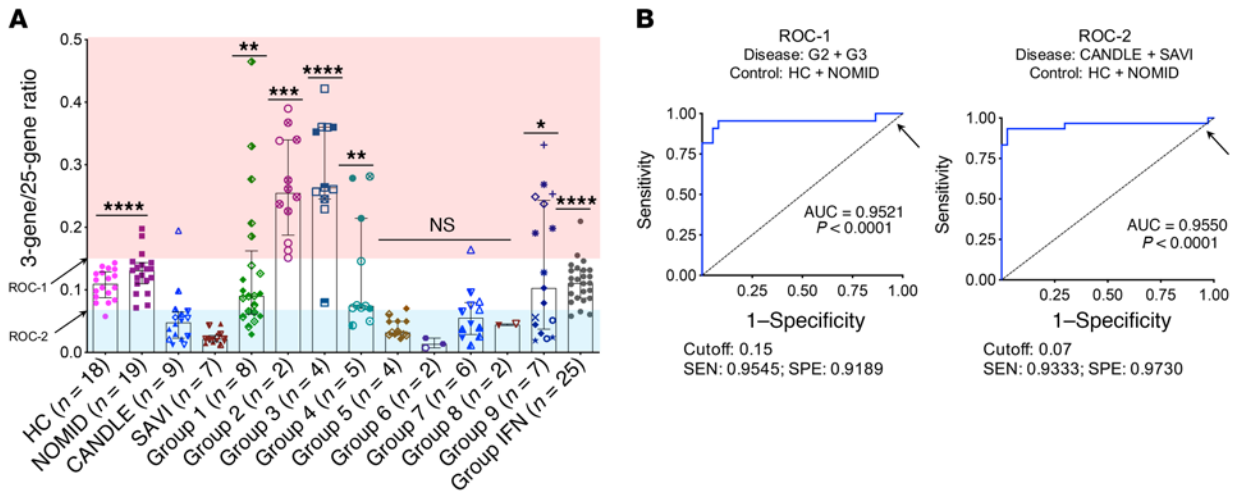 A
3-gene/25-gene ratio
0.5
0.4
0.3
0.2
0.1
0.0
ROC-1
ROC-2
**** ** *** **** ** NS * ****
HC (n = 18)
NOMID (n = 19)
CANDLE (n = 9)
SAVI (n = 7)
Group 1 (n = 8)
Group 2 (n = 2)
Group 3 (n = 4)
Group 4 (n = 5)
Group 5 (n = 4)
Group 6 (n = 2)
Group 7 (n = 6)
Group 8 (n = 2)
Group 9 (n = 7)
Group IFN (n = 25)
B
ROC-1
Disease: G2 + G3
Control: HC + NOMID
Sensitivity
1.00
0.75
0.50
0.25
0.00
AUC = 0.9521
P < 0.0001
0.25 0.50 0.75 1.00
1–Specificity
Cutoff: 0.15
SEN: 0.9545; SPE: 0.9189
ROC-2
Disease: CANDLE + SAVI
Control: HC + NOMID
Sensitivity
1.00
0.75
0.50
0.25
0.00
AUC = 0.9550
P < 0.0001
0.25 0.50 0.75 1.00
1–Specificity
Cutoff: 0.07
SEN: 0.9333; SPE: 0.9730